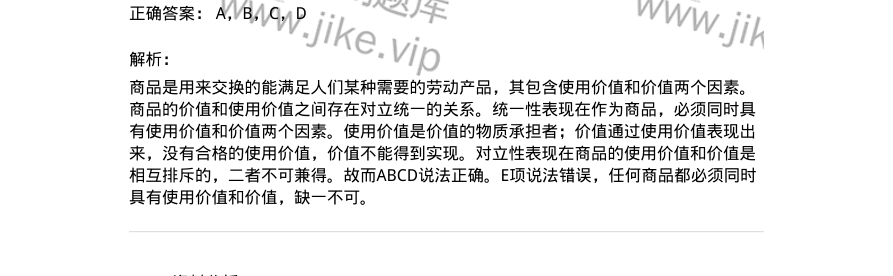 正确答案： A，B，C，D
www.jike.vip
www.jik
解析：
商品是用来交换的能满足人们某种需要的劳动产品，其包含使用价值和价值两个因素。
商品的价值和使用价值之间存在对立统一的关系。统一性表现在作为商品，必须同时具
有使用价值和价值两个因素。使用价值是价值的物质承担者；价值通过使用价值表现出
来，没有合格的使用价值，价值不能得到实现。对立性表现在商品的使用价值和价值是
相互排斥的，二者不可兼得。故而ABCD说法正确。E项说法错误，任何商品都必须同时
具有使用价值和价值，缺一不可。